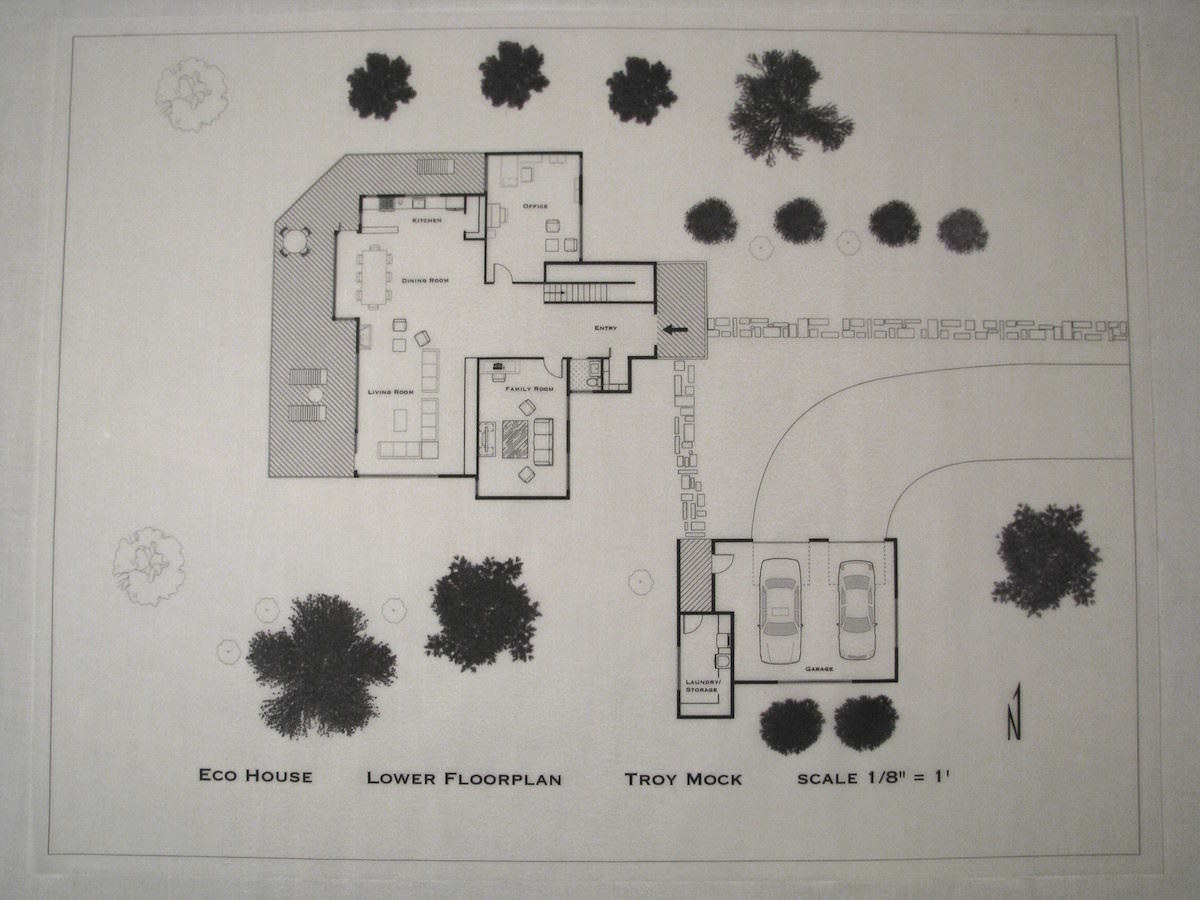 Office
Kitchen
Dining Room
Entry
Living Room
Family Room
Garage
Laundry/
Storage
N
Eco House Lower Floorplan Troy Mock scale 1/8" = 1'